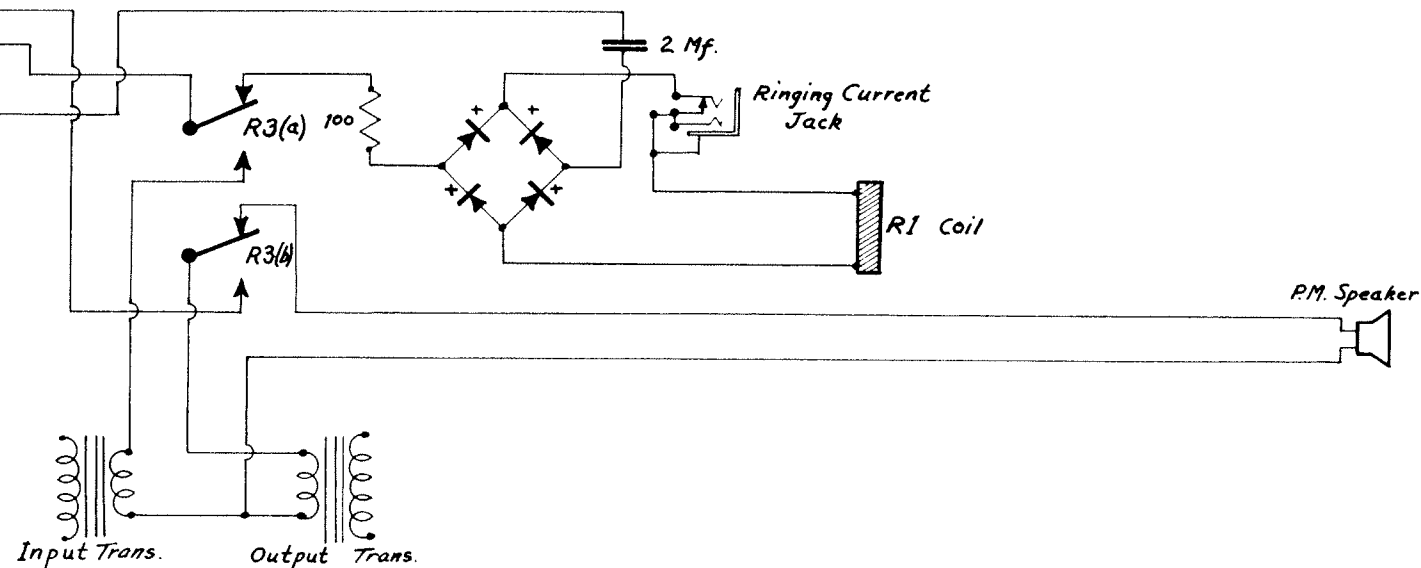 2 Mf.
Ringing Current
Jack
R3(a)
100
+
+
+
+
R3(b)
R1 Coil
P.M. Speaker
Input Trans.
Output Trans.